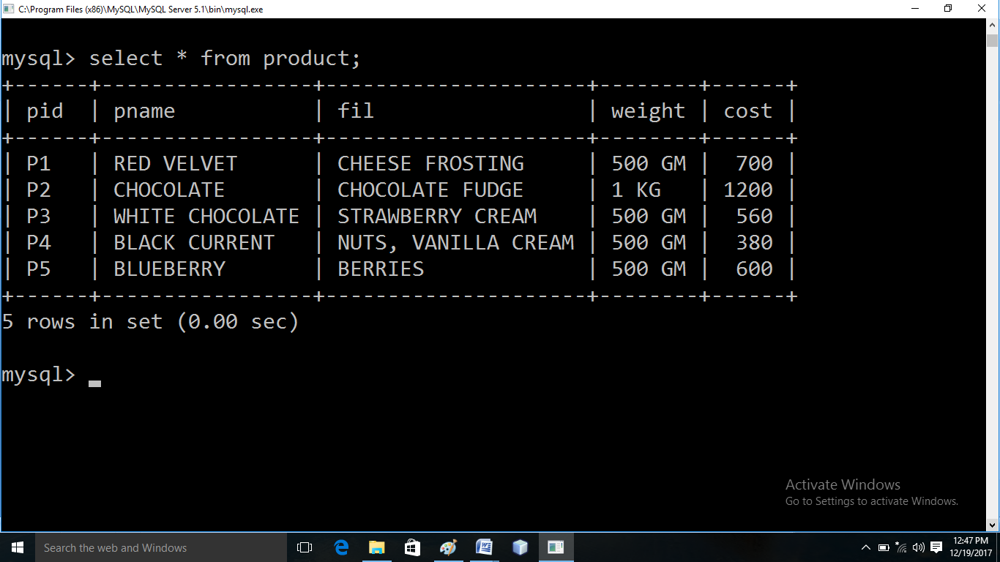 C:\Program Files (x86)\MySQL\MySQL Server 5.1\bin\mysql.exe
mysql> select * from product;
+------+-----------------+---------------------+--------+------+
| pid  | pname           | fil                 | weight | cost |
+------+-----------------+---------------------+--------+------+
| P1   | RED VELVET      | CHEESE FROSTING     | 500 GM |  700 |
| P2   | CHOCOLATE       | CHOCOLATE FUDGE     | 1 KG   | 1200 |
| P3   | WHITE CHOCOLATE | STRAWBERRY CREAM    | 500 GM |  560 |
| P4   | BLACK CURRENT   | NUTS, VANILLA CREAM | 500 GM |  380 |
| P5   | BLUEBERRY       | BERRIES             | 500 GM |  600 |
+------+-----------------+---------------------+--------+------+
5 rows in set (0.00 sec)
mysql> _
Activate Windows
Go to Settings to activate Windows.
Search the web and Windows
12:47 PM
12/19/2017